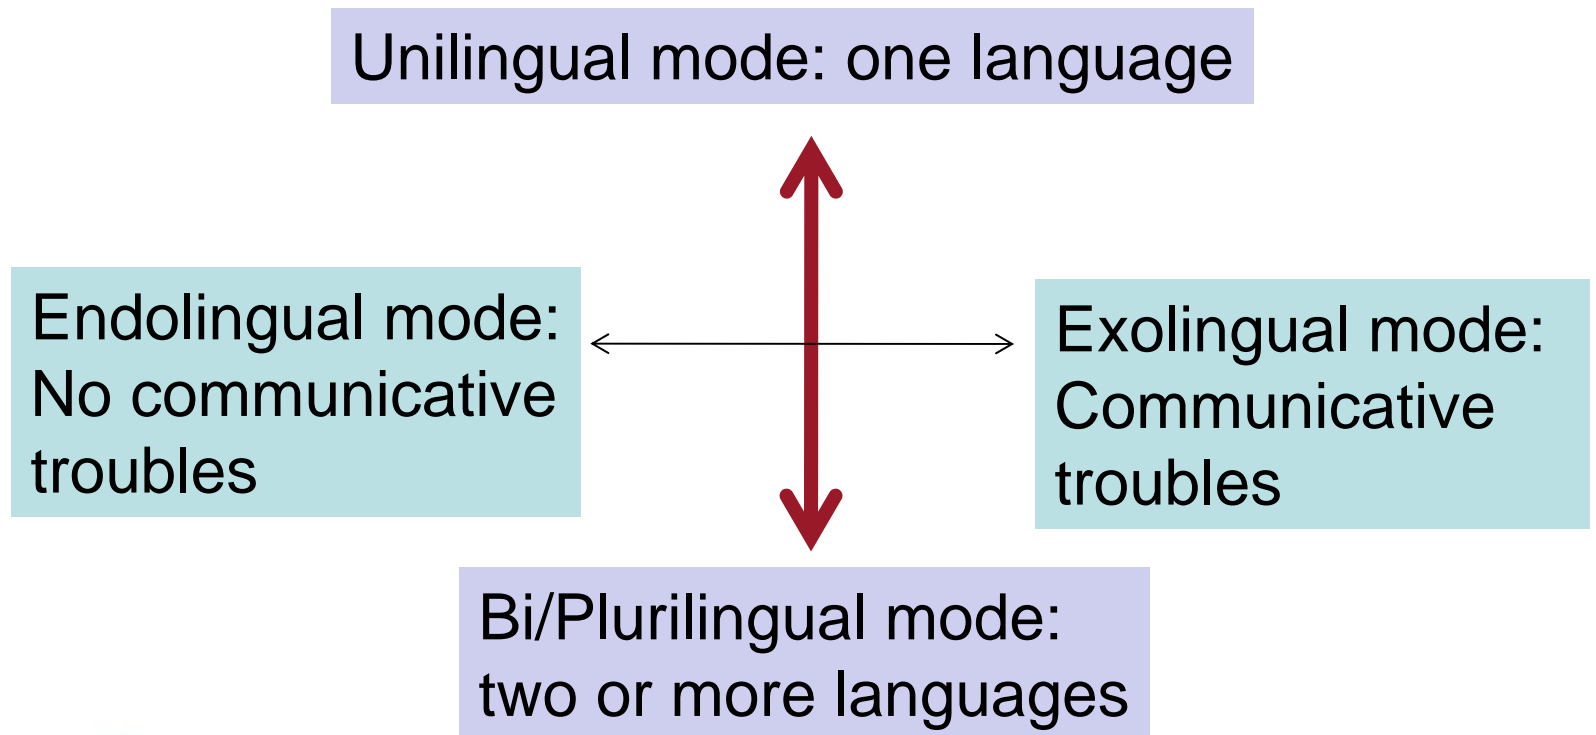 Unilingual mode: one language
Endolingual mode:
No communicative
troubles
Exolingual mode:
Communicative
troubles
Bi/Plurilingual mode:
two or more languages